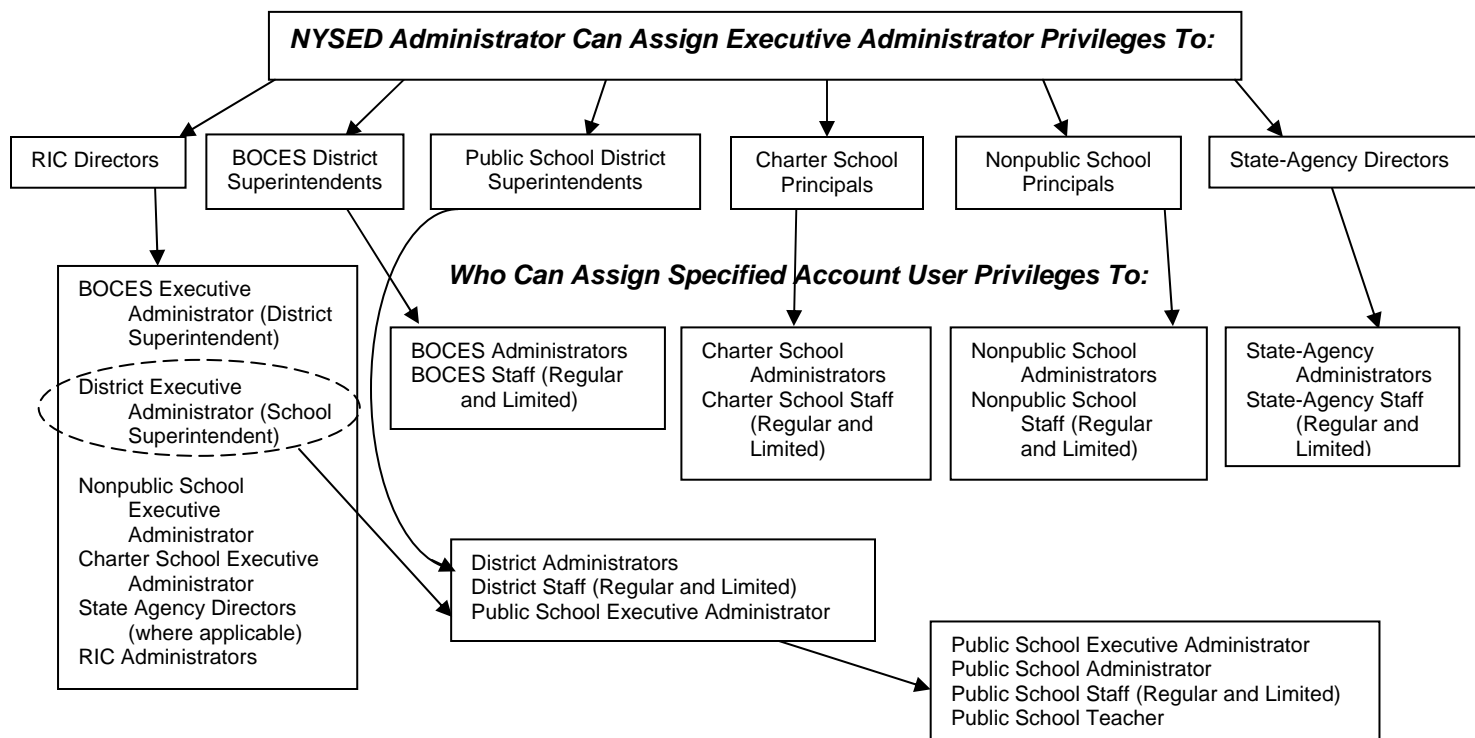 NYSED Administrator Can Assign Executive Administrator Privileges To:
RIC Directors
BOCES District
Superintendents
Public School District
Superintendents
Charter School
Principals
Nonpublic School
Principals
State-Agency Directors
Who Can Assign Specified Account User Privileges To:
BOCES Executive
Administrator (District
Superintendent)
District Executive
Administrator (School
Superintendent)
Nonpublic School
Executive
Administrator
Charter School Executive
Administrator
State Agency Directors
(where applicable)
RIC Administrators
BOCES Administrators
BOCES Staff (Regular
and Limited)
Charter School
Administrators
Charter School Staff
(Regular and
Limited)
Nonpublic School
Administrators
Nonpublic School
Staff (Regular
and Limited)
State-Agency
Administrators
State-Agency Staff
(Regular and
Limited)
District Administrators
District Staff (Regular and Limited)
Public School Executive Administrator
Public School Executive Administrator
Public School Administrator
Public School Staff (Regular and Limited)
Public School Teacher